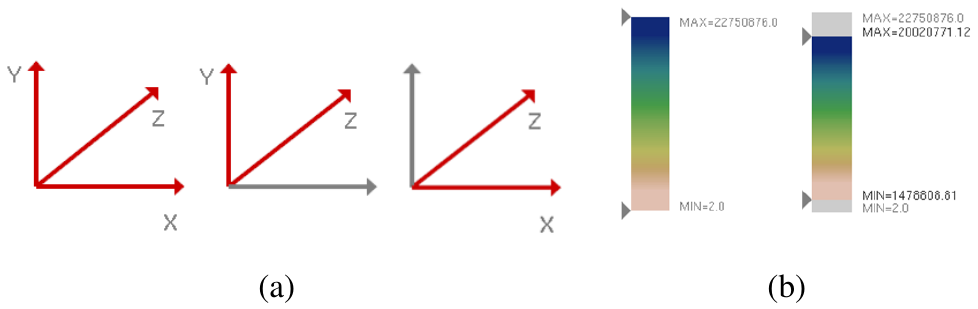 Y
Z
X
Y
Z
Z
X
(a)
MAX=22750876.0
MIN=2.0
MAX=22750876.0
MAX=20020771.12
MIN=1478808.81
MIN=2.0
(b)